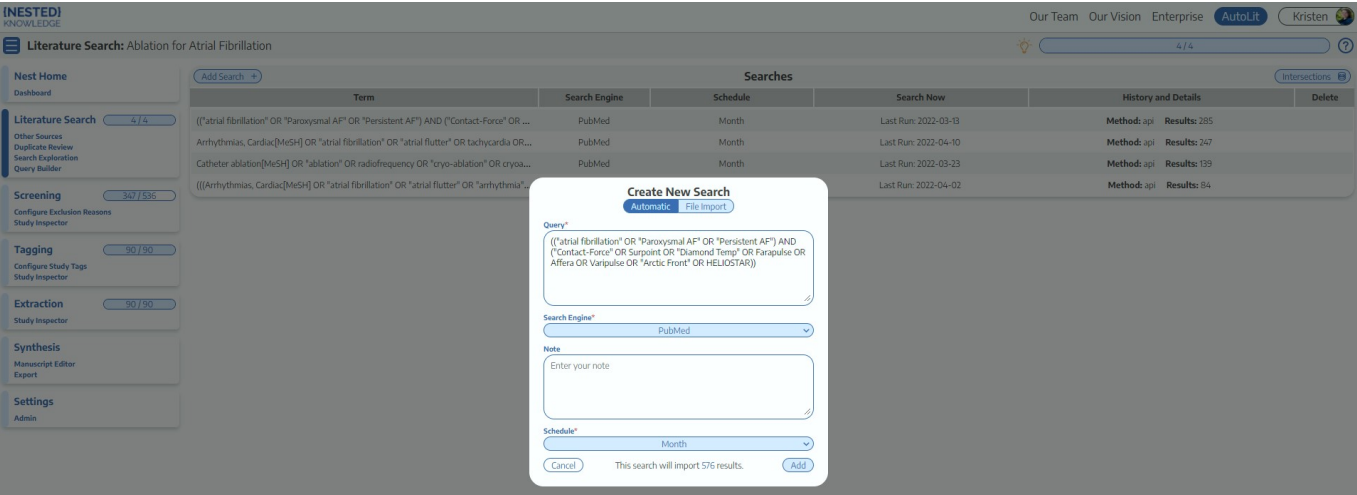 {NESTED}
KNOWLEDGE
Our Team Our Vision Enterprise AutoLit Kristen
Literature Search: Ablation for Atrial Fibrillation
4/4
?
Nest Home
Dashboard
Literature Search 4/4
Other Sources
Duplicate Review
Search Exploration
Query Builder
Screening 347/536
Configure Exclusion Reasons
Study Inspector
Tagging 90/90
Configure Study Tags
Study Inspector
Extraction 90/90
Study Inspector
Synthesis
Manuscript Editor
Export
Settings
Admin
Add Search +
Searches
Intersections
Term Search Engine Schedule Search Now History and Details Delete
(("atrial fibrillation" OR "Paroxysmal AF" OR "Persistent AF") AND ("Contact-Force" OR ... PubMed Month Last Run: 2022-03-13 Method: api Results: 285
Arrhythmias, Cardiac[MeSH] OR "atrial fibrillation" OR "atrial flutter" OR tachycardia OR... PubMed Month Last Run: 2022-04-10 Method: api Results: 247
Catheter ablation[MeSH] OR "ablation" OR radiofrequency OR "cryo-ablation" OR cryoa... PubMed Month Last Run: 2022-03-23 Method: api Results: 139
(((Arrhythmias, Cardiac[MeSH] OR "atrial fibrillation" OR "atrial flutter" OR "arrhythmia"... Last Run: 2022-04-02 Method: api Results: 84
Create New Search
Automatic File Import
Query*
(("atrial fibrillation" OR "Paroxysmal AF" OR "Persistent AF") AND
("Contact-Force" OR Surpoint OR "Diamond Temp" OR Farapulse OR
Affera OR Varipulse OR "Arctic Front" OR HELIOSTAR))
Search Engine*
PubMed
Note
Enter your note
Schedule*
Month
Cancel This search will import 576 results. Add